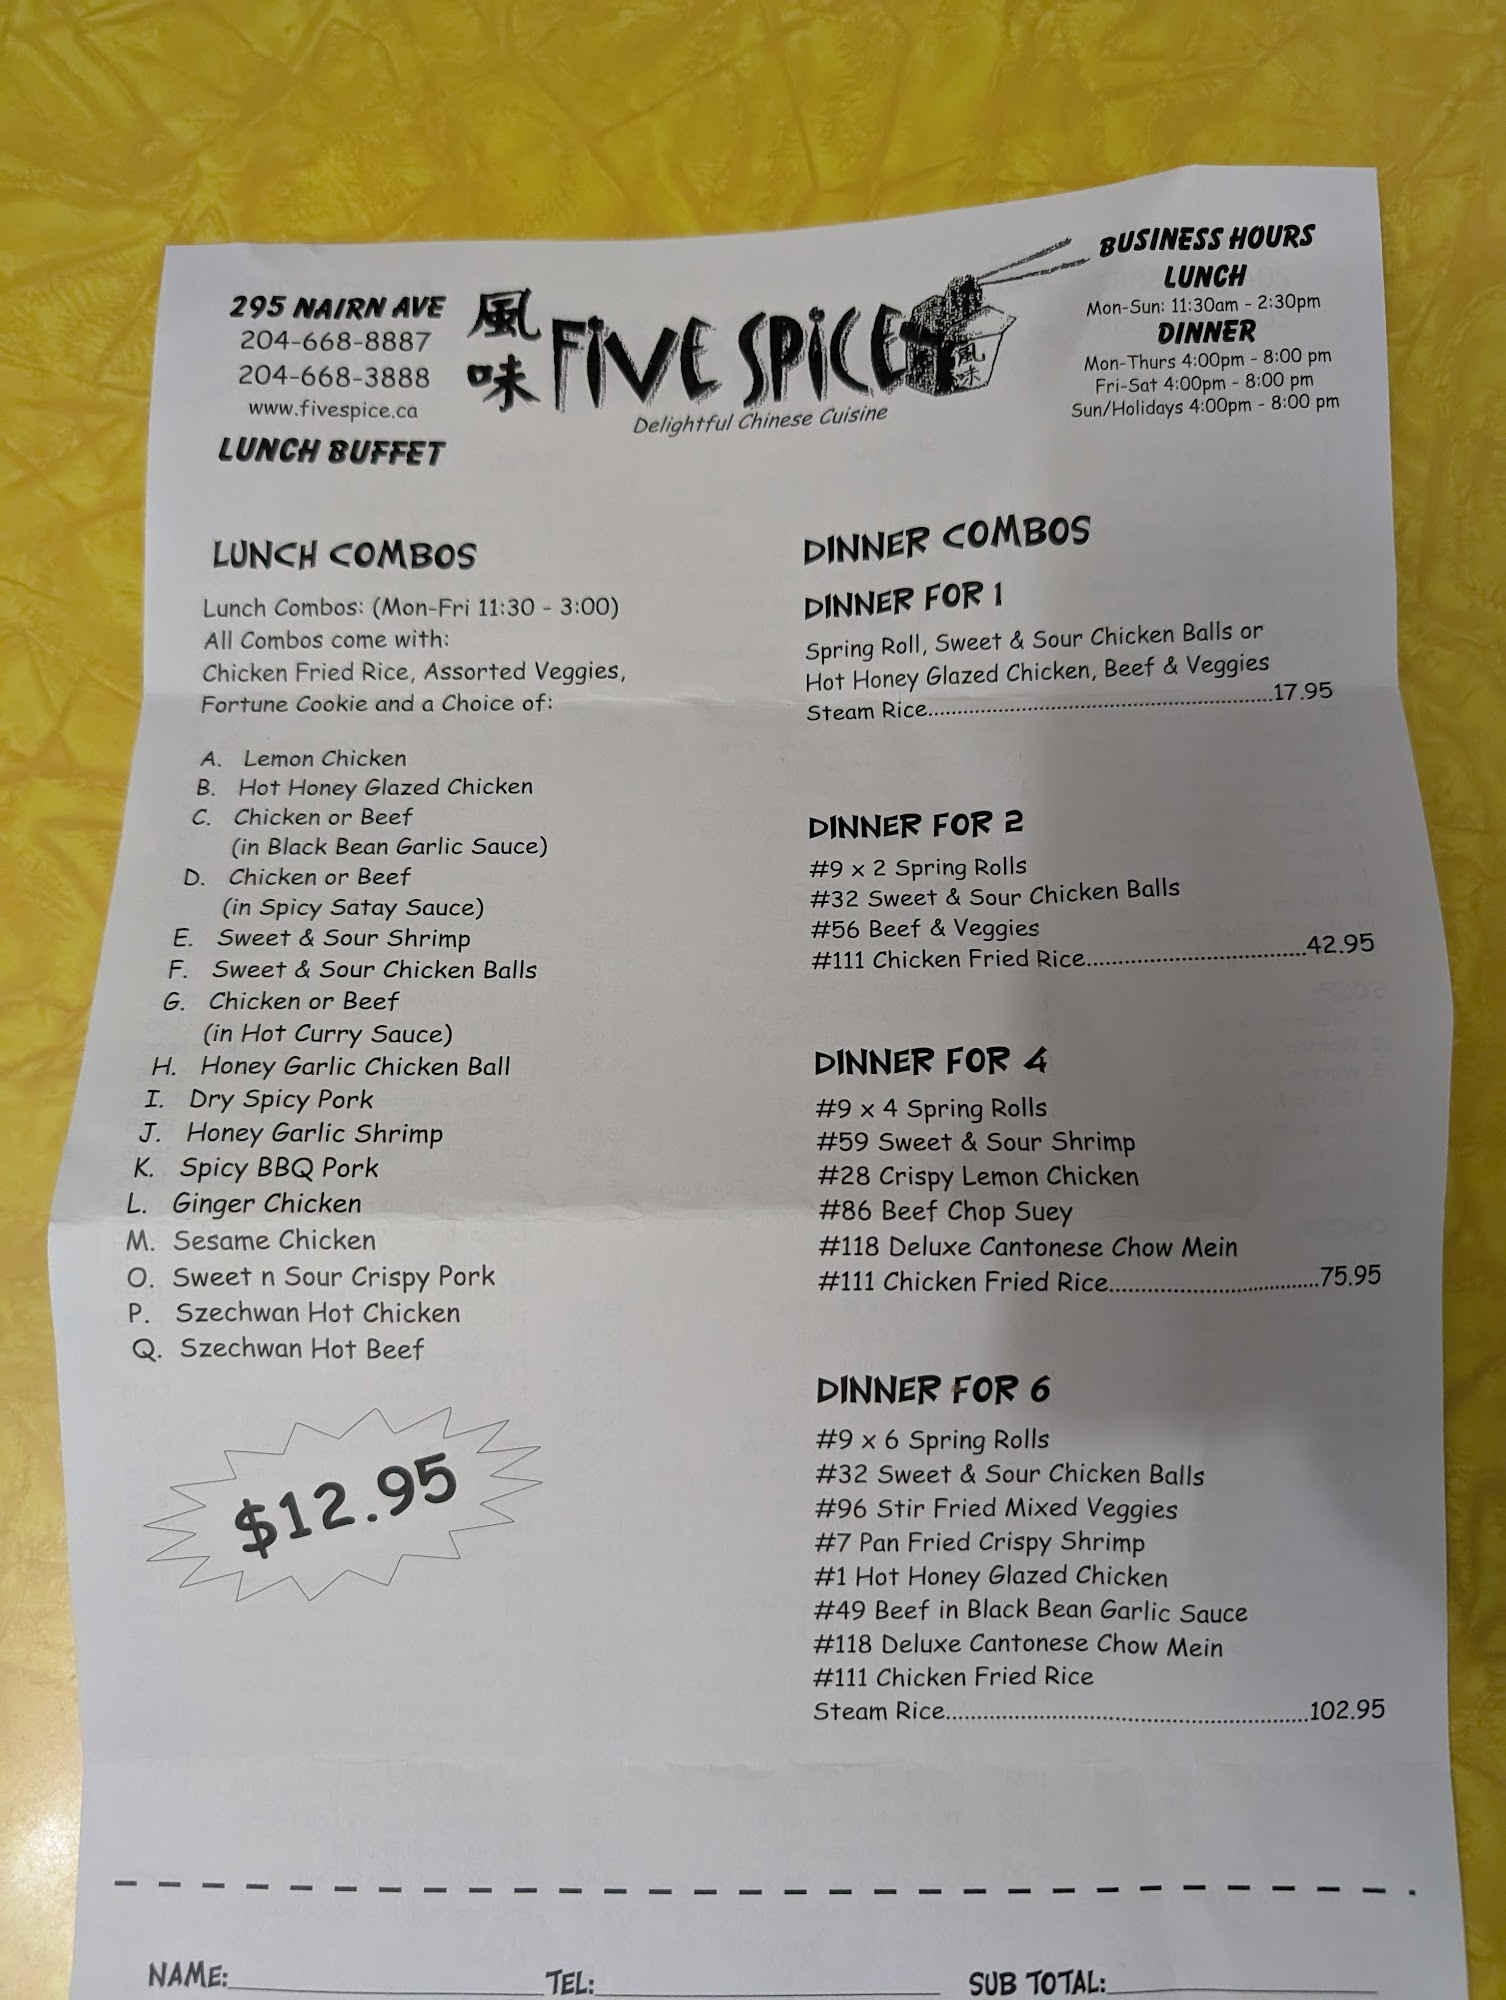 295 NAIRN AVE
204-668-8887
204-668-3888
www.fivespice.ca
LUNCH BUFFET
風味
FIVE SPICE
Delightful Chinese Cuisine
風味
BUSINESS HOURS
LUNCH
Mon-Sun: 11:30am - 2:30pm
DINNER
Mon-Thurs 4:00pm - 8:00 pm
Fri-Sat 4:00pm - 8:00 pm
Sun/Holidays 4:00pm - 8:00 pm
LUNCH COMBOS
Lunch Combos: (Mon-Fri 11:30 - 3:00)
All Combos come with:
Chicken Fried Rice, Assorted Veggies,
Fortune Cookie and a Choice of:
A. Lemon Chicken
B. Hot Honey Glazed Chicken
C. Chicken or Beef
(in Black Bean Garlic Sauce)
D. Chicken or Beef
(in Spicy Satay Sauce)
E. Sweet & Sour Shrimp
F. Sweet & Sour Chicken Balls
G. Chicken or Beef
(in Hot Curry Sauce)
H. Honey Garlic Chicken Ball
I. Dry Spicy Pork
J. Honey Garlic Shrimp
K. Spicy BBQ Pork
L. Ginger Chicken
M. Sesame Chicken
O. Sweet n Sour Crispy Pork
P. Szechwan Hot Chicken
Q. Szechwan Hot Beef
$12.95
DINNER COMBOS
DINNER FOR 1
Spring Roll, Sweet & Sour Chicken Balls or
Hot Honey Glazed Chicken, Beef & Veggies
Steam Rice..........17.95
DINNER FOR 2
#9 x 2 Spring Rolls
#32 Sweet & Sour Chicken Balls
#56 Beef & Veggies
#111 Chicken Fried Rice..........42.95
DINNER FOR 4
#9 x 4 Spring Rolls
#59 Sweet & Sour Shrimp
#28 Crispy Lemon Chicken
#86 Beef Chop Suey
#118 Deluxe Cantonese Chow Mein
#111 Chicken Fried Rice..........75.95
DINNER FOR 6
#9 x 6 Spring Rolls
#32 Sweet & Sour Chicken Balls
#96 Stir Fried Mixed Veggies
#7 Pan Fried Crispy Shrimp
#1 Hot Honey Glazed Chicken
#49 Beef in Black Bean Garlic Sauce
#118 Deluxe Cantonese Chow Mein
#111 Chicken Fried Rice
Steam Rice..........102.95
NAME:__________ TEL:__________ SUB TOTAL:__________